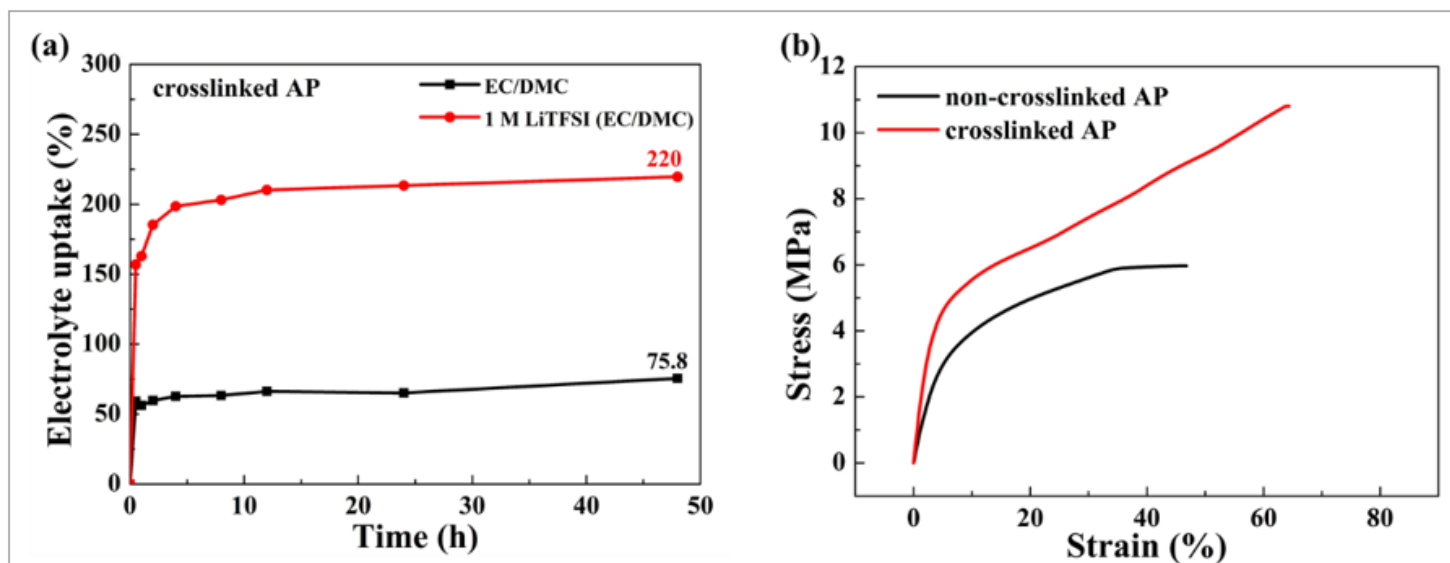 (a)
crosslinked AP
EC/DMC
1 M LiTFSI (EC/DMC)
220
75.8
Electrolyte uptake (%)
300
250
200
150
100
50
0
0 10 20 30 40 50
Time (h)
(b)
non-crosslinked AP
crosslinked AP
Stress (MPa)
12
10
8
6
4
2
0
0 20 40 60 80
Strain (%)